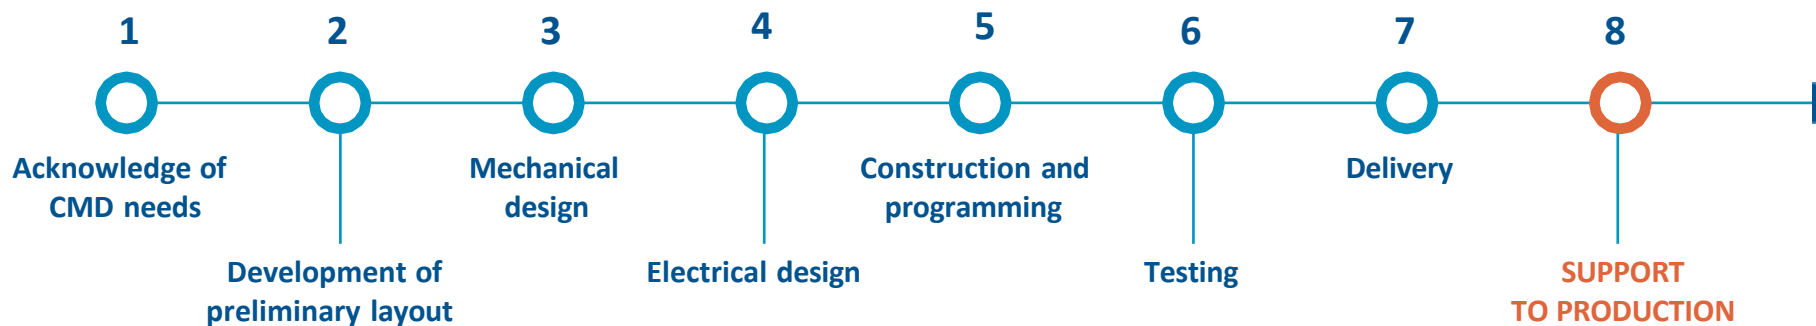 1
2
3
4
5
6
7
8
Acknowledge of
CMD needs
Development of
preliminary layout
Mechanical
design
Electrical design
Construction and
programming
Testing
Delivery
SUPPORT
TO PRODUCTION